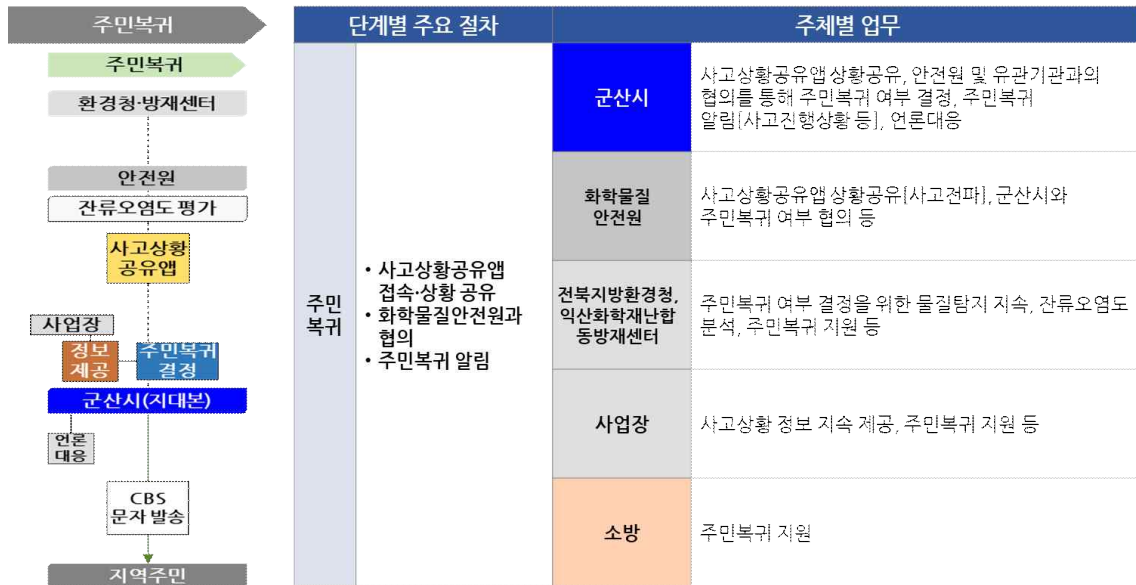 주민복귀
주민복귀
환경청·방재센터
안전원
잔류오염도 평가
사고상황
공유앱
사업장
정보
제공
주민복귀
결정
군산시(지대본)
언론
대응
CBS
문자 발송
지역주민
단계별 주요 절차
주체별 업무
주민
복귀
• 사고상황공유앱
접속·상황 공유
• 화학물질안전원과
협의
• 주민복귀 알림
군산시
사고상황공유앱 상황공유, 안전원 및 유관기관과의
협의를 통해 주민복귀 여부 결정, 주민복귀
알림[사고진행상황 등], 언론대응
화학물질
안전원
사고상황공유앱 상황공유[사고전파], 군산시와
주민복귀 여부 협의 등
전북지방환경청,
익산화학재난합
동방재센터
주민복귀 여부 결정을 위한 물질탐지 지속, 잔류오염도
분석, 주민복귀 지원 등
사업장
사고상황 정보 지속 제공, 주민복귀 지원 등
소방
주민복귀 지원